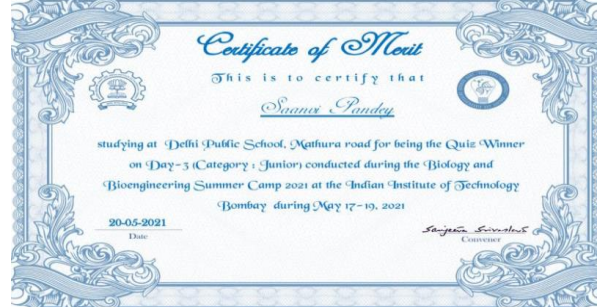 Certificate of Merit
This is to certify that
Saanvi Pandey
studying at Delhi Public School, Mathura road for being the Quiz Winner
on Day-3 (Category : Junior) conducted during the Biology and
Bioengineering Summer Camp 2021 at the Indian Institute of Technology
Bombay during May 17-19, 2021
20-05-2021
Date
Sanjeeva Srivastava
Convener